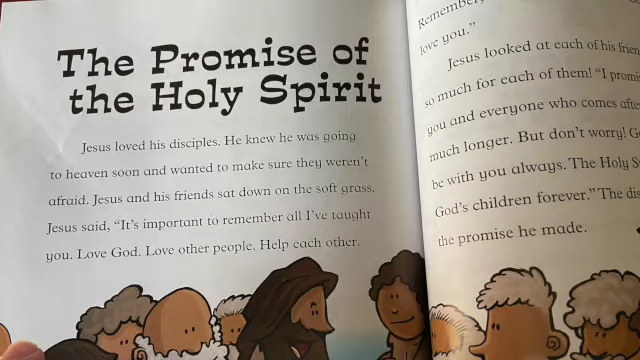 The Promise of
the Holy Spirit
Jesus loved his disciples. He knew he was going
to heaven soon and wanted to make sure they weren't
afraid. Jesus and his friends sat down on the soft grass.
Jesus said, “It's important to remember all I've taught
you. Love God. Love other people. Help each other.
Remember,
love you.”
Jesus looked at each of his
so much for each of them! “I
you and everyone who comes
much longer. But don't worry!
be with you always. The Holy
God's children forever.” The
the promise he made.